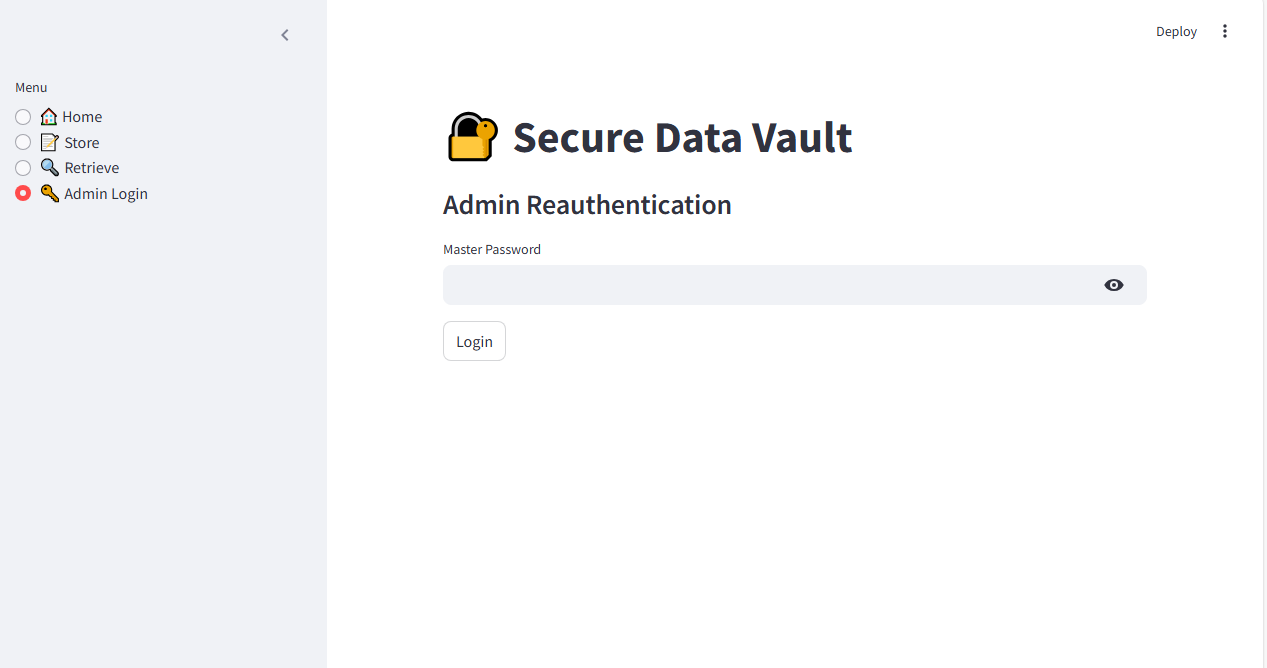 Deploy
Menu
Home
Store
Retrieve
Admin Login
Secure Data Vault
Admin Reauthentication
Master Password
Login